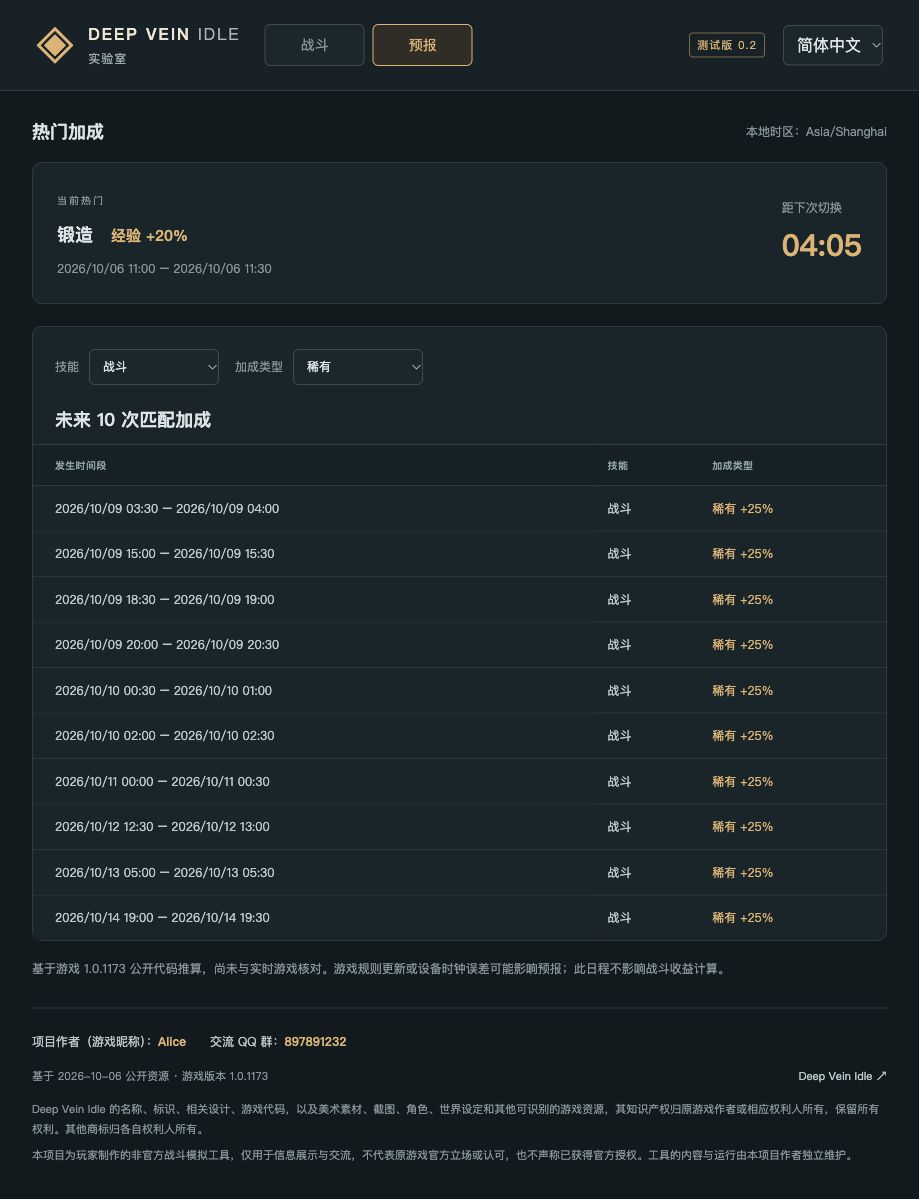 DEEP VEIN IDLE
实验室
战斗
预报
测试版 0.2
简体中文
热门加成
本地时区：Asia/Shanghai
当前热门
锻造 经验 +20%
2026/10/06 11:00 — 2026/10/06 11:30
距下次切换
04:05
技能 战斗 加成类型 稀有
未来 10 次匹配加成
发生时间段 技能 加成类型
2026/10/09 03:30 — 2026/10/09 04:00 战斗 稀有 +25%
2026/10/09 15:00 — 2026/10/09 15:30 战斗 稀有 +25%
2026/10/09 18:30 — 2026/10/09 19:00 战斗 稀有 +25%
2026/10/09 20:00 — 2026/10/09 20:30 战斗 稀有 +25%
2026/10/10 00:30 — 2026/10/10 01:00 战斗 稀有 +25%
2026/10/10 02:00 — 2026/10/10 02:30 战斗 稀有 +25%
2026/10/11 00:00 — 2026/10/11 00:30 战斗 稀有 +25%
2026/10/12 12:30 — 2026/10/12 13:00 战斗 稀有 +25%
2026/10/13 05:00 — 2026/10/13 05:30 战斗 稀有 +25%
2026/10/14 19:00 — 2026/10/14 19:30 战斗 稀有 +25%
基于游戏 1.0.1173 公开代码推算，尚未与实时游戏核对。游戏规则更新或设备时钟误差可能影响预报；此日程不影响战斗收益计算。
项目作者（游戏昵称）：Alice 交流 QQ 群：897891232
基于 2026-10-06 公开资源 · 游戏版本 1.0.1173
Deep Vein Idle ↗
Deep Vein Idle 的名称、标识、相关设计、游戏代码，以及美术素材、截图、角色、世界设定和其他可识别的游戏资源，其知识产权归原游戏作者或相应权利人所有，保留所有
权利。其他商标归各自权利人所有。
本项目为玩家制作的非官方战斗模拟工具，仅用于信息展示与交流，不代表原游戏官方立场或认可，也不声称已获得官方授权。工具的内容与运行由本项目作者独立维护。